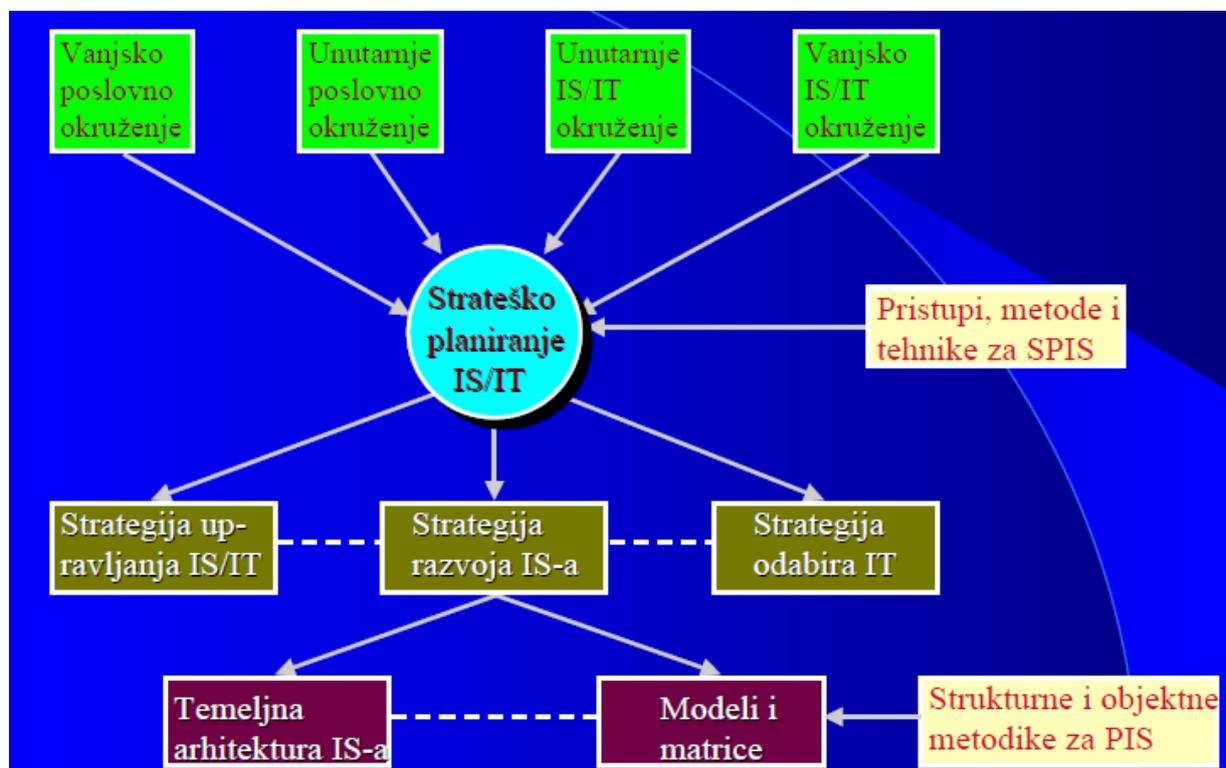 Vanjsko
poslovno
okruženje
Unutarnje
poslovno
okruženje
Unutarnje
IS/IT
okruženje
Vanjsko
IS/IT
okruženje
Strateško
planiranje
IS/IT
Pristupi, metode i
tehnike za SPIS
Strategija up-
ravljanja IS/IT
Strategija
razvoja IS-a
Strategija
odabira IT
Temeljna
arhitektura IS-a
Modeli i
matrice
Strukturne i objektne
metodike za PIS